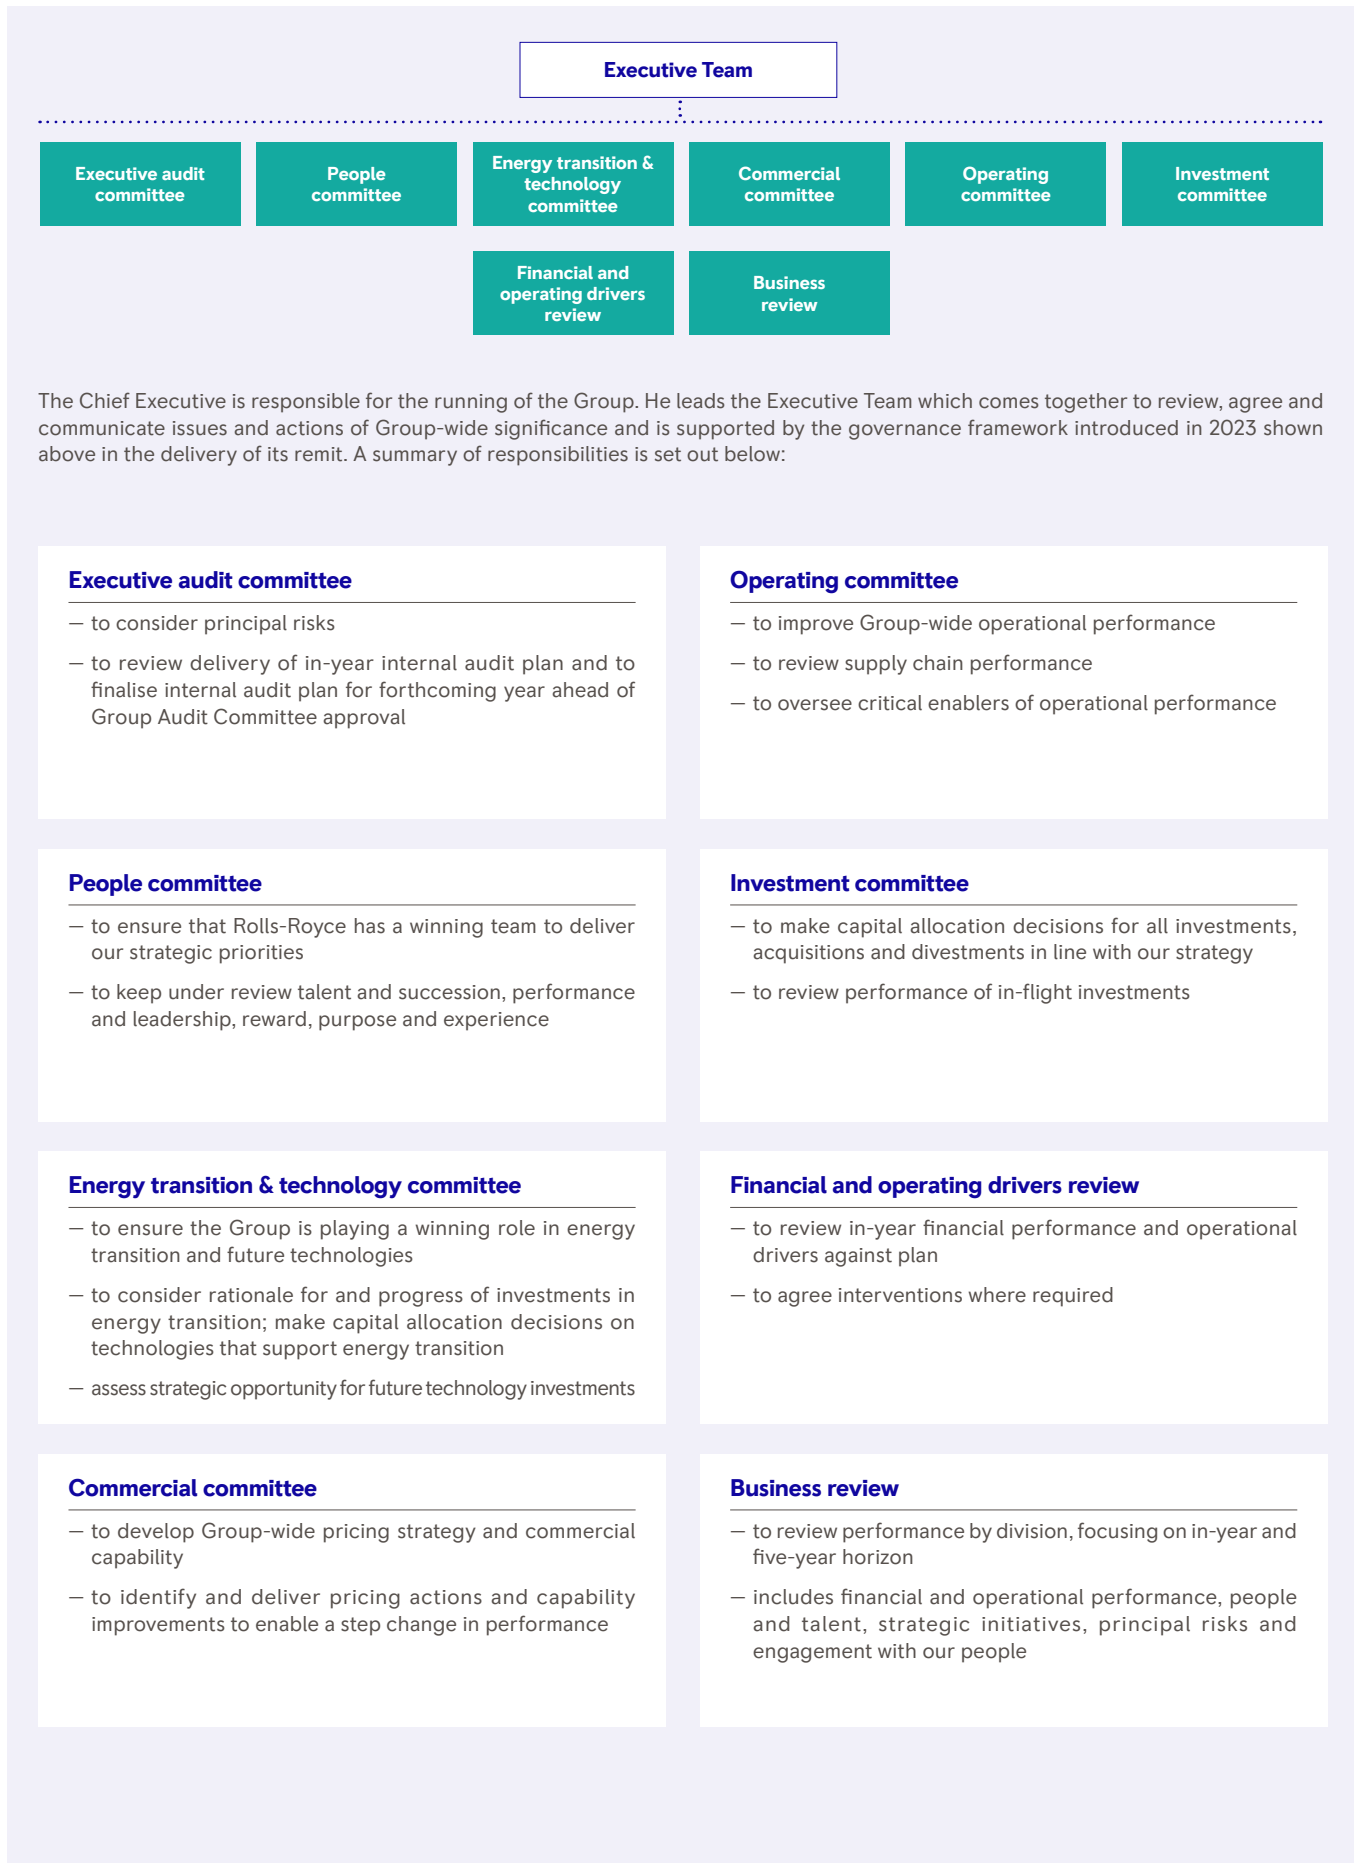 Executive Team
Executive audit
committee
People
committee
Energy transition &
technology
committee
Commercial
committee
Operating
committee
Investment
committee
Financial and
operating drivers
review
Business
review
The Chief Executive is responsible for the running of the Group. He leads the Executive Team which comes together to review, agree and
communicate issues and actions of Group-wide significance and is supported by the governance framework introduced in 2023 shown
above in the delivery of its remit. A summary of responsibilities is set out below:
Executive audit committee
— to consider principal risks
— to review delivery of in-year internal audit plan and to
finalise internal audit plan for forthcoming year ahead of
Group Audit Committee approval
Operating committee
— to improve Group-wide operational performance
— to review supply chain performance
— to oversee critical enablers of operational performance
People committee
— to ensure that Rolls-Royce has a winning team to deliver
our strategic priorities
— to keep under review talent and succession, performance
and leadership, reward, purpose and experience
Investment committee
— to make capital allocation decisions for all investments,
acquisitions and divestments in line with our strategy
— to review performance of in-flight investments
Energy transition & technology committee
— to ensure the Group is playing a winning role in energy
transition and future technologies
— to consider rationale for and progress of investments in
energy transition; make capital allocation decisions on
technologies that support energy transition
— assess strategic opportunity for future technology investments
Financial and operating drivers review
— to review in-year financial performance and operational
drivers against plan
— to agree interventions where required
Commercial committee
— to develop Group-wide pricing strategy and commercial
capability
— to identify and deliver pricing actions and capability
improvements to enable a step change in performance
Business review
— to review performance by division, focusing on in-year and
five-year horizon
— includes financial and operational performance, people
and talent, strategic initiatives, principal risks and
engagement with our people